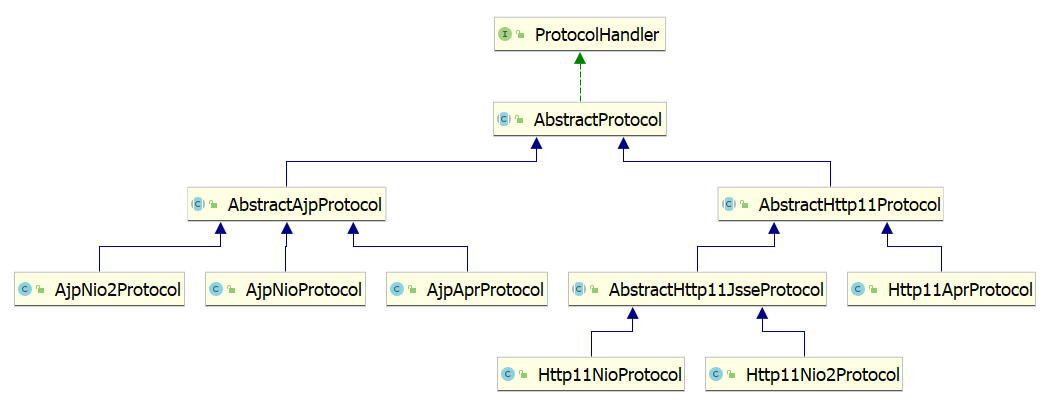 ProtocolHandler
AbstractProtocol
AbstractAjpProtocol
AbstractHttp11Protocol
AjpNio2Protocol
AjpNioProtocol
AjpAprProtocol
AbstractHttp11JsseProtocol
Http11AprProtocol
Http11NioProtocol
Http11Nio2Protocol